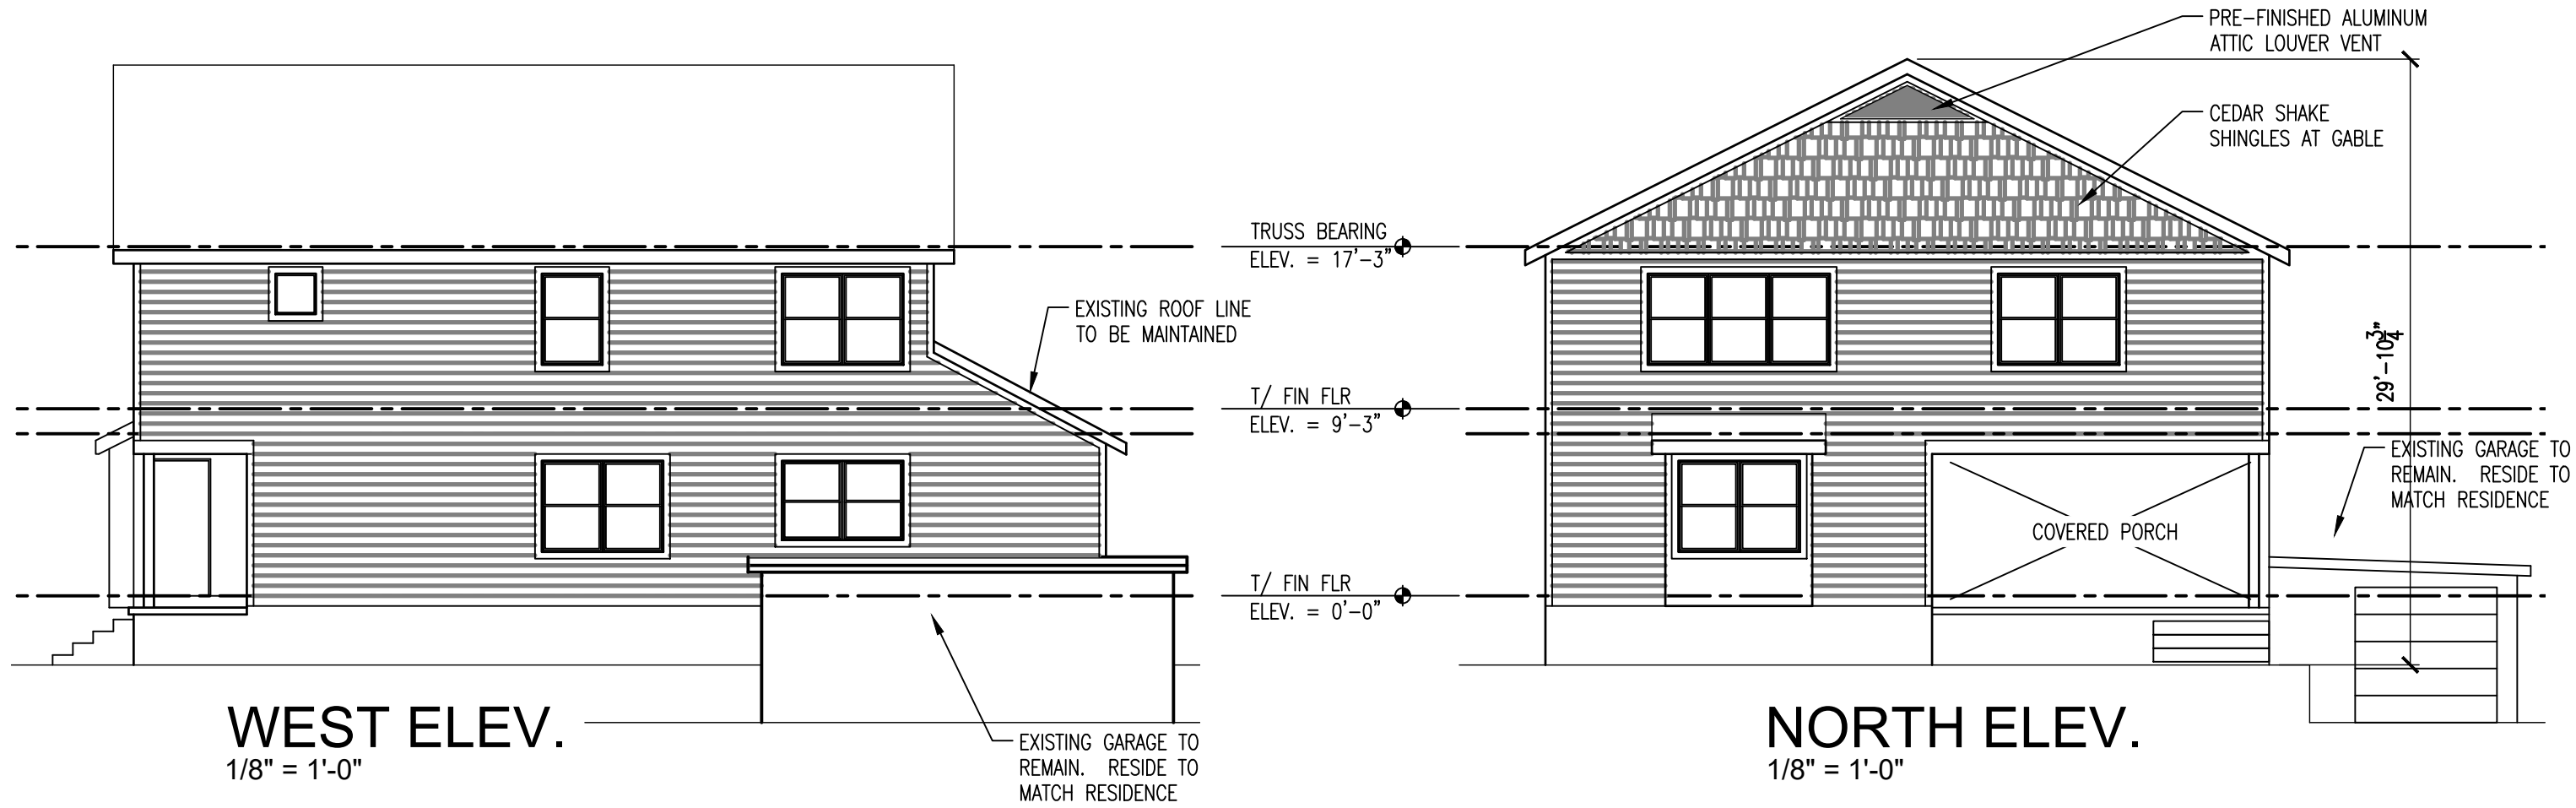 PRE-FINISHED ALUMINUM
ATTIC LOUVER VENT
CEDAR SHAKE
SHINGLES AT GABLE
TRUSS BEARING
ELEV. = 17'-3"
EXISTING ROOF LINE
TO BE MAINTAINED
29'-10 3/4"
T/ FIN FLR
ELEV. = 9'-3"
EXISTING GARAGE TO
REMAIN. RESIDE TO
MATCH RESIDENCE
COVERED PORCH
T/ FIN FLR
ELEV. = 0'-0"
WEST ELEV.
1/8" = 1'-0"
EXISTING GARAGE TO
REMAIN. RESIDE TO
MATCH RESIDENCE
NORTH ELEV.
1/8" = 1'-0"